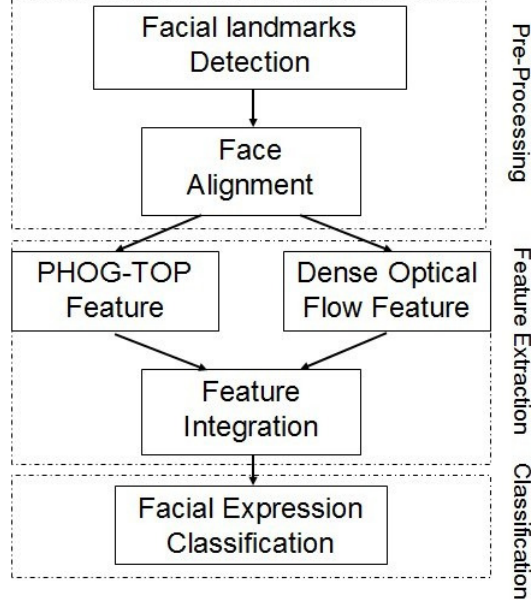 Facial landmarks
Detection
Pre-Processing
Face
Alignment
PHOG-TOP
Feature
Dense Optical
Flow Feature
Feature Extraction
Feature
Integration
Facial Expression
Classification
Classification